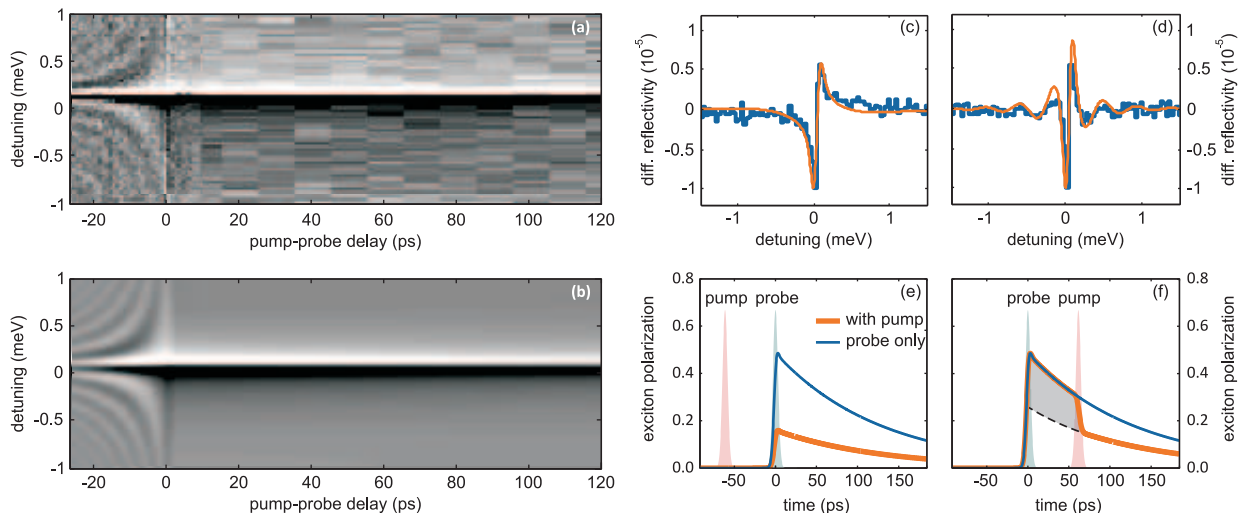 (a)
detuning (meV)
1
0.5
0
-0.5
-1
-20 0 20 40 60 80 100 120
pump-probe delay (ps)
(b)
detuning (meV)
1
0.5
0
-0.5
-1
-20 0 20 40 60 80 100 120
pump-probe delay (ps)
(c)
diff. reflectivity (10⁻⁵)
0.5
0
-0.5
-1
-1 0 1
detuning (meV)
(d)
diff. reflectivity (10⁻⁵)
0.5
0
-0.5
-1
-1 0 1
detuning (meV)
(e)
pump probe
with pump
probe only
exciton polarization
0.8
0.6
0.4
0.2
0.0
-50 0 50 100 150
time (ps)
(f)
probe pump
exciton polarization
0.8
0.6
0.4
0.2
0.0
-50 0 50 100 150
time (ps)